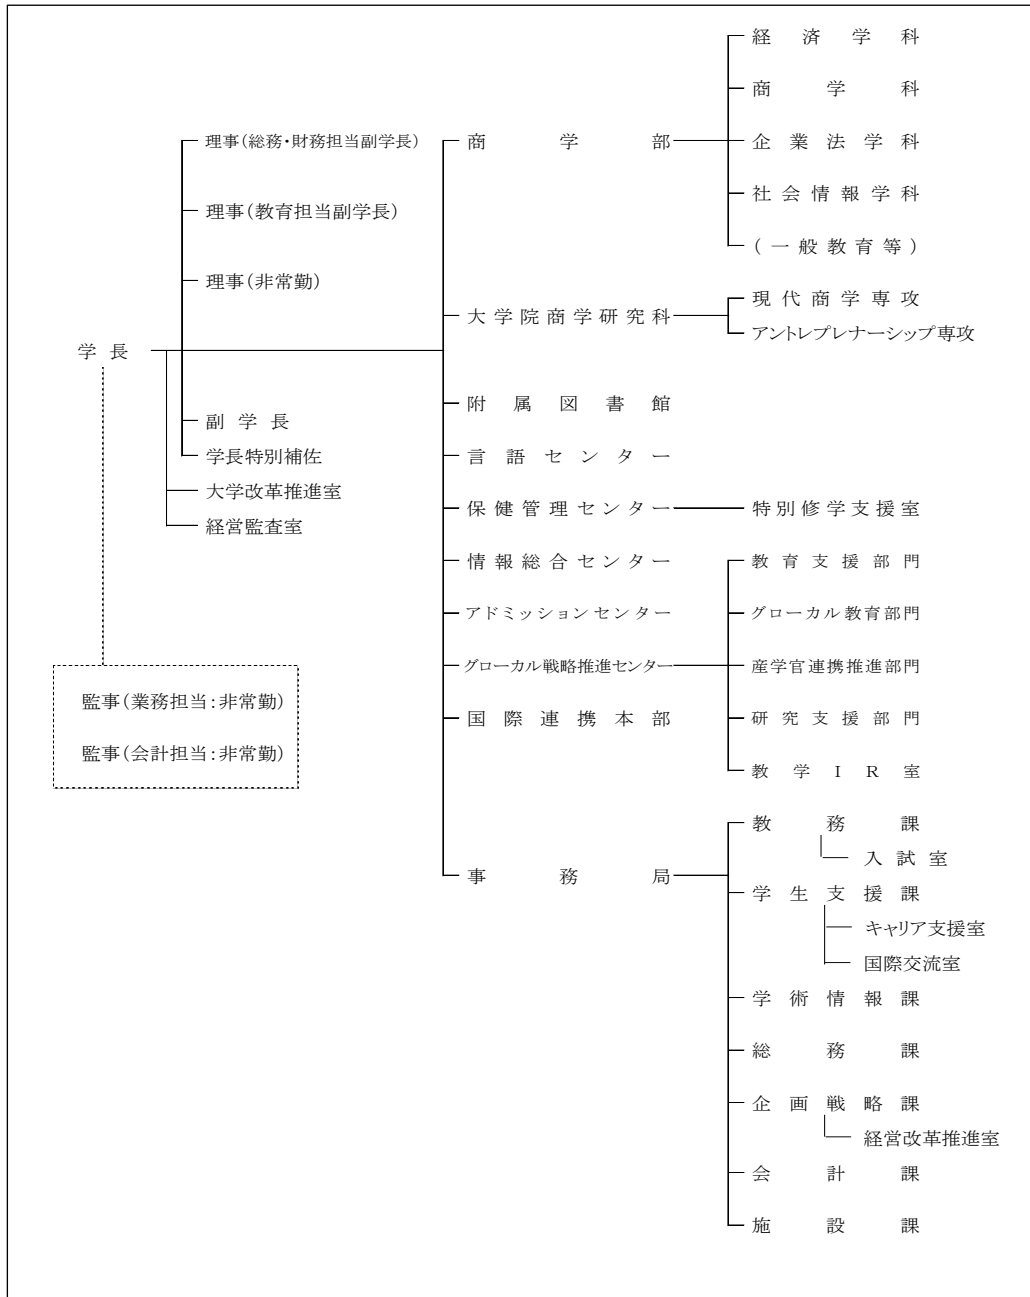 経済学科
商学科
理事(総務・財務担当副学長)
商学部
企業法学科
社会情報学科
理事(教育担当副学長)
(一般教育等)
理事(非常勤)
現代商学専攻
大学院商学研究科
アントレプレナーシップ専攻
学長
附属図書館
副学長
学長特別補佐
言語センター
大学改革推進室
保健管理センター
特別修学支援室
経営監査室
情報総合センター
教育支援部門
アドミッションセンター
グローカル教育部門
グローカル戦略推進センター
産学官連携推進部門
監事(業務担当:非常勤)
国際連携本部
研究支援部門
監事(会計担当:非常勤)
教学IR室
教務課
入試室
事務局
学生支援課
キャリア支援室
国際交流室
学術情報課
総務課
企画戦略課
経営改革推進室
会計課
施設課